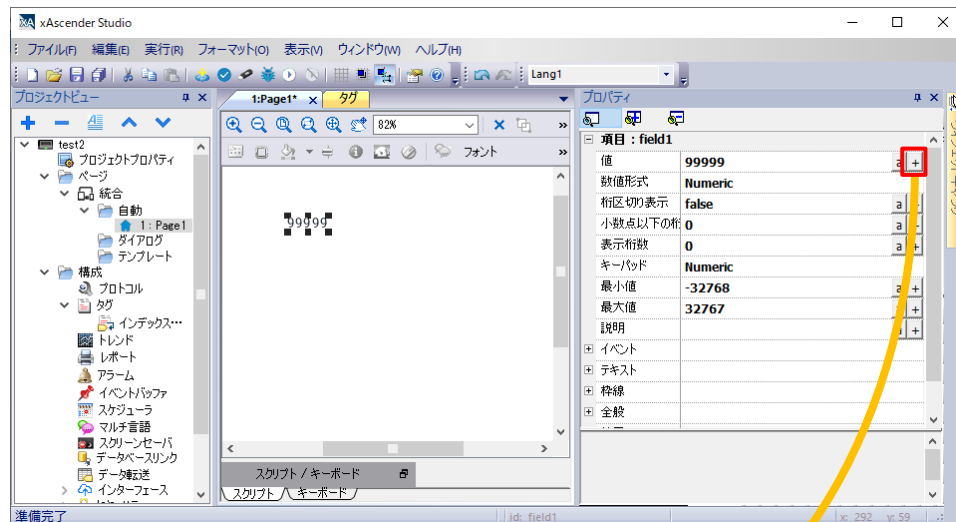 xAscender Studio
ファイル(F) 編集(E) 実行(R) フォーマット(O) 表示(V) ウィンドウ(W) ヘルプ(H)
Lang1
プロジェクトビュー
test2
プロジェクトプロパティ
ページ
統合
自動
1: Page1
ダイアログ
テンプレート
構成
プロトコル
タグ
インデックス…
トレンド
レポート
アラーム
イベントバッファ
スケジューラ
マルチ言語
スクリーンセーバ
データベースリンク
データ転送
インターフェース
1:Page1* x タグ
82%
フォント
99999
スクリプト / キーボード
スクリプト キーボード
プロパティ
項目 : field1
値 99999 a +
数値形式 Numeric
桁区切り表示 false a
小数点以下の桁 0 a +
表示桁数 0 a +
キーパッド Numeric
最小値 -32768 a +
最大値 32767 +
説明 +
イベント
テキスト
枠線
全般
準備完了
id: field1
x: 292 y: 59